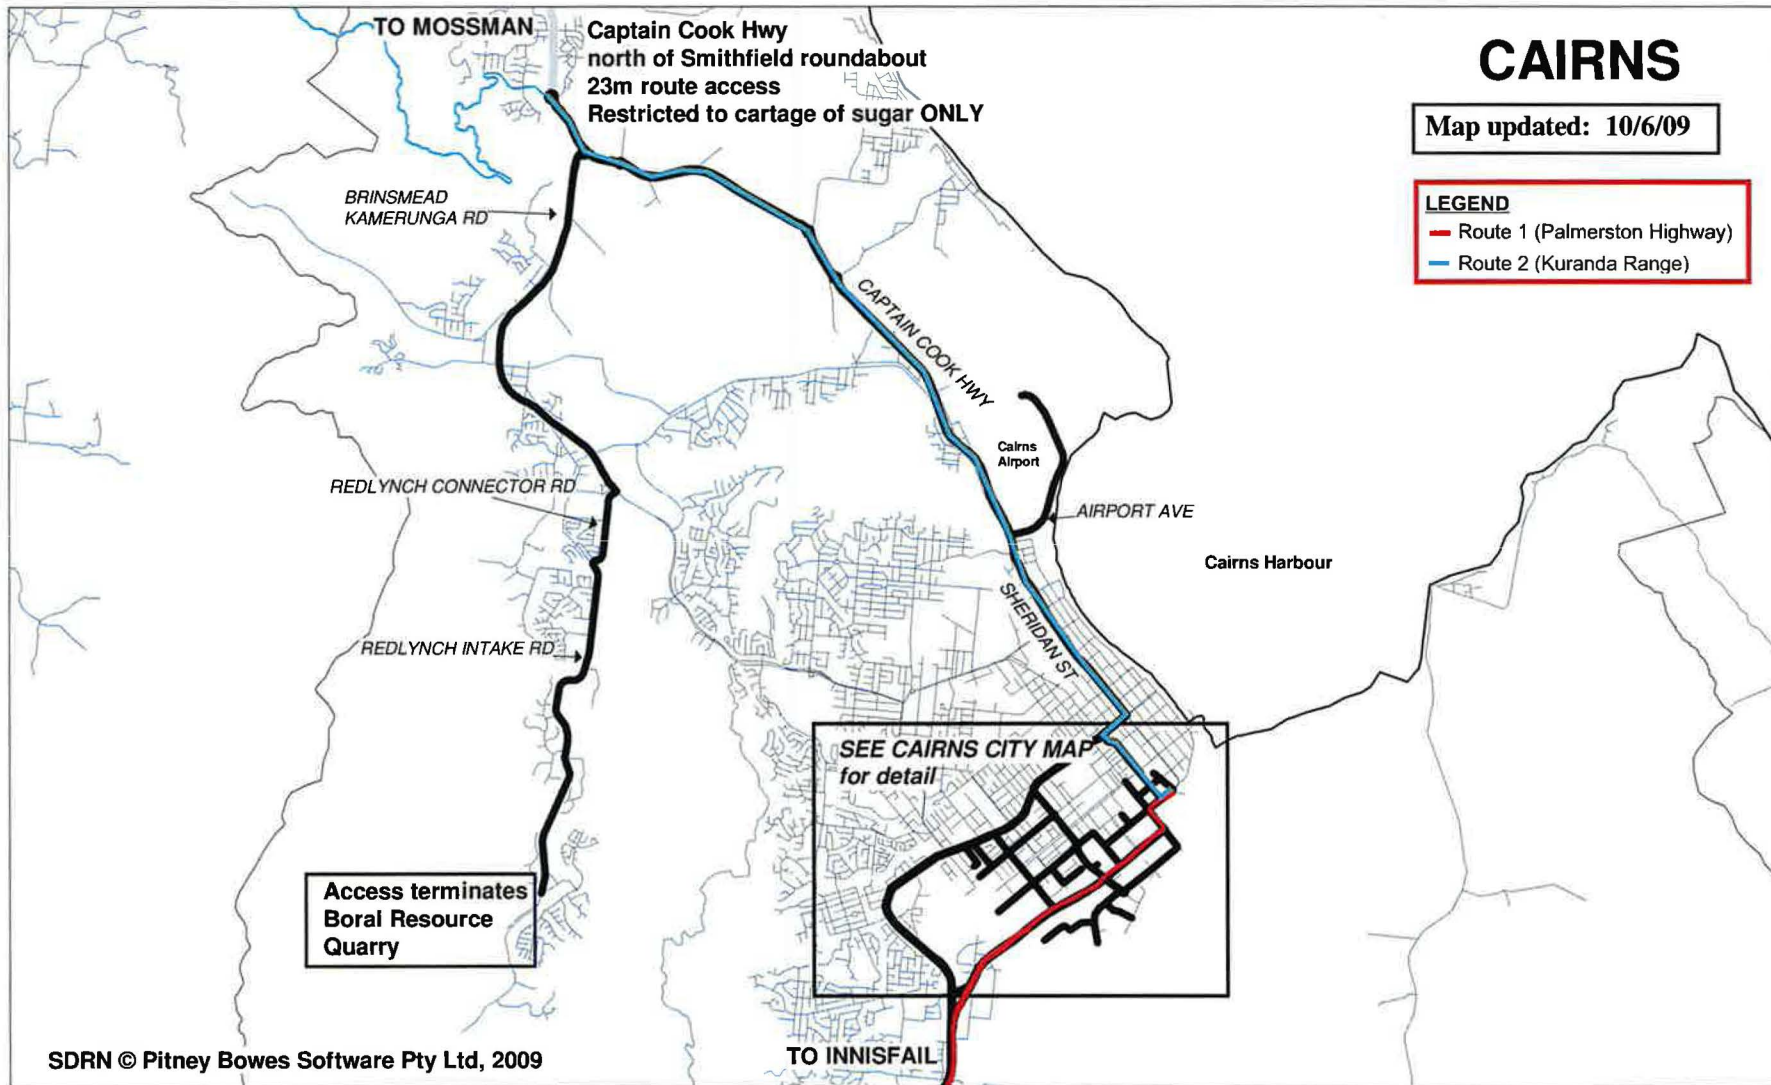 TO MOSSMAN
Captain Cook Hwy
north of Smithfield roundabout
23m route access
Restricted to cartage of sugar ONLY
CAIRNS
Map updated: 10/6/09
LEGEND
Route 1 (Palmerston Highway)
Route 2 (Kuranda Range)
BRINSMEAD
KAMERUNGA RD
CAPTAIN COOK HWY
Cairns
Airport
REDLYNCH CONNECTOR RD
AIRPORT AVE
Cairns Harbour
SHERIDAN ST
REDLYNCH INTAKE RD
SEE CAIRNS CITY MAP
for detail
Access terminates
Boral Resource
Quarry
SDRN © Pitney Bowes Software Pty Ltd, 2009
TO INNISFAIL